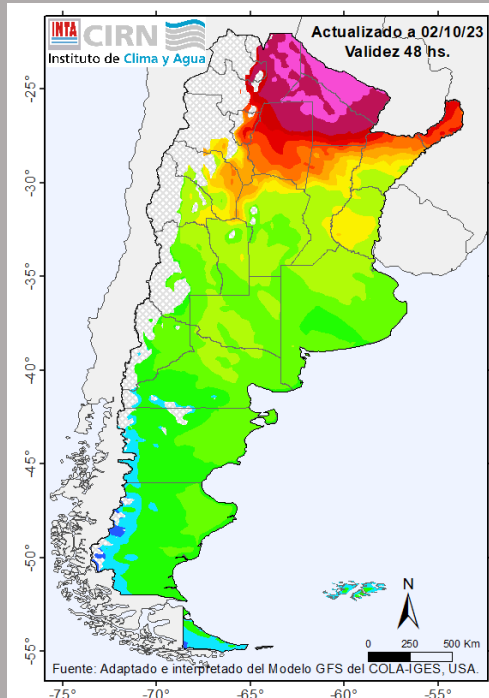 INTA CIRN
Instituto de Clima y Agua
Actualizado a 02/10/23
Validez 48 hs.
-25°
-30°
-35°
-40°
-45°
-50°
-55°
N
0 250 500 Km
Fuente: Adaptado e interpretado del Modelo GFS del COLA-IGES, USA.
-75° -70° -65° -60° -55°